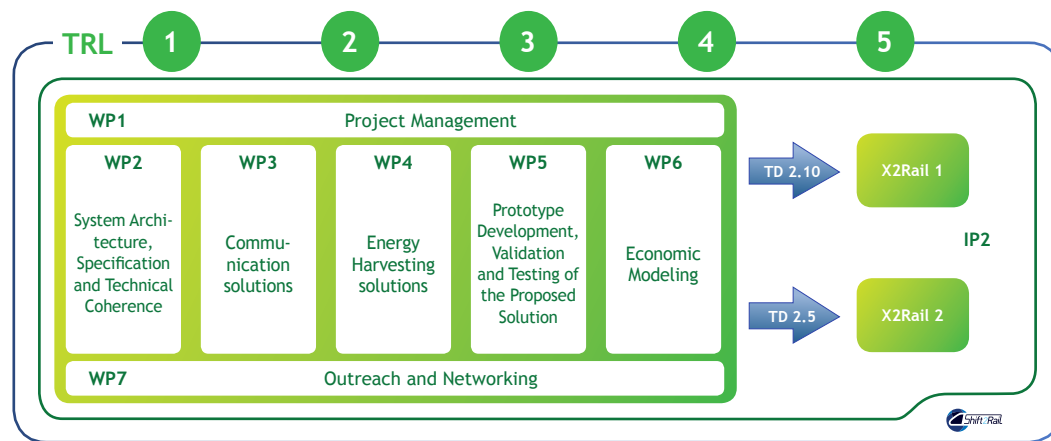 TRL 1 2 3 4 5
WP1 Project Management
WP2
System Archi-
tecture,
Specification
and Technical
Coherence
WP3
Commu-
nication
solutions
WP4
Energy
Harvesting
solutions
WP5
Prototype
Development,
Validation
and Testing of
the Proposed
Solution
WP6
Economic
Modeling
WP7 Outreach and Networking
TD 2.10
X2Rail 1
IP2
TD 2.5
X2Rail 2
Shift2Rail